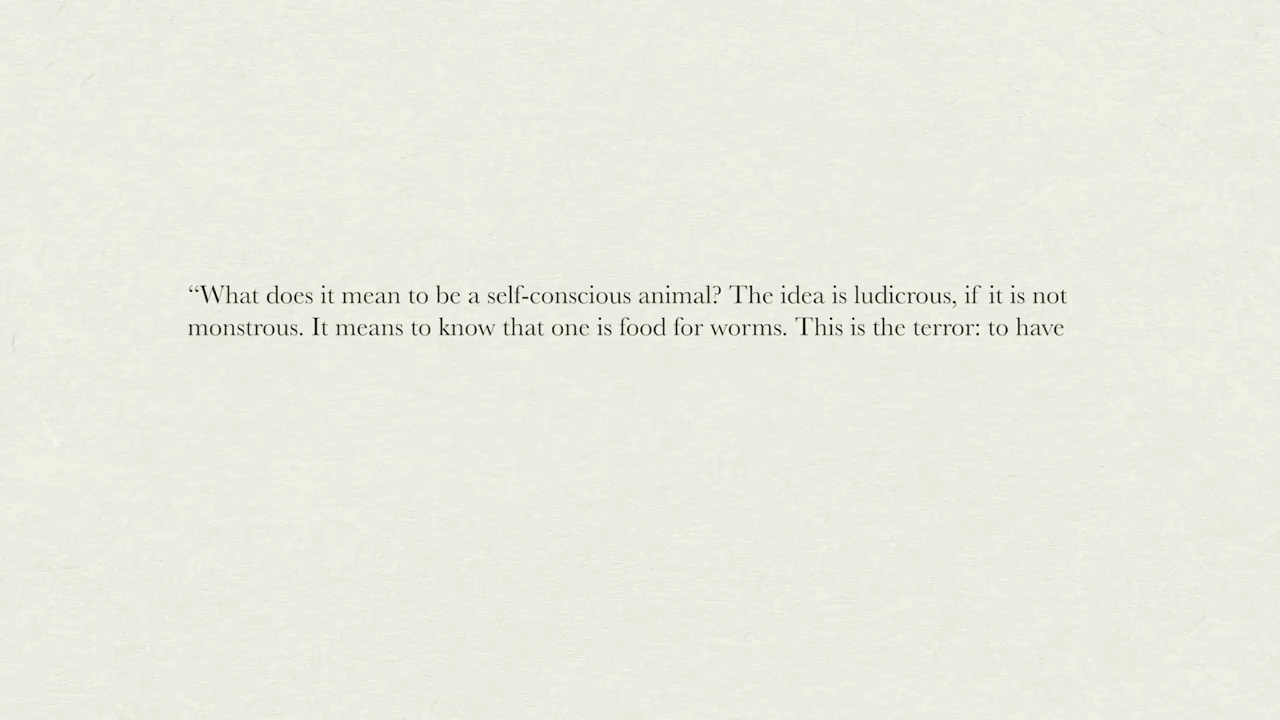 “What does it mean to be a self-conscious animal? The idea is ludicrous, if it is not
monstrous. It means to know that one is food for worms. This is the terror: to have